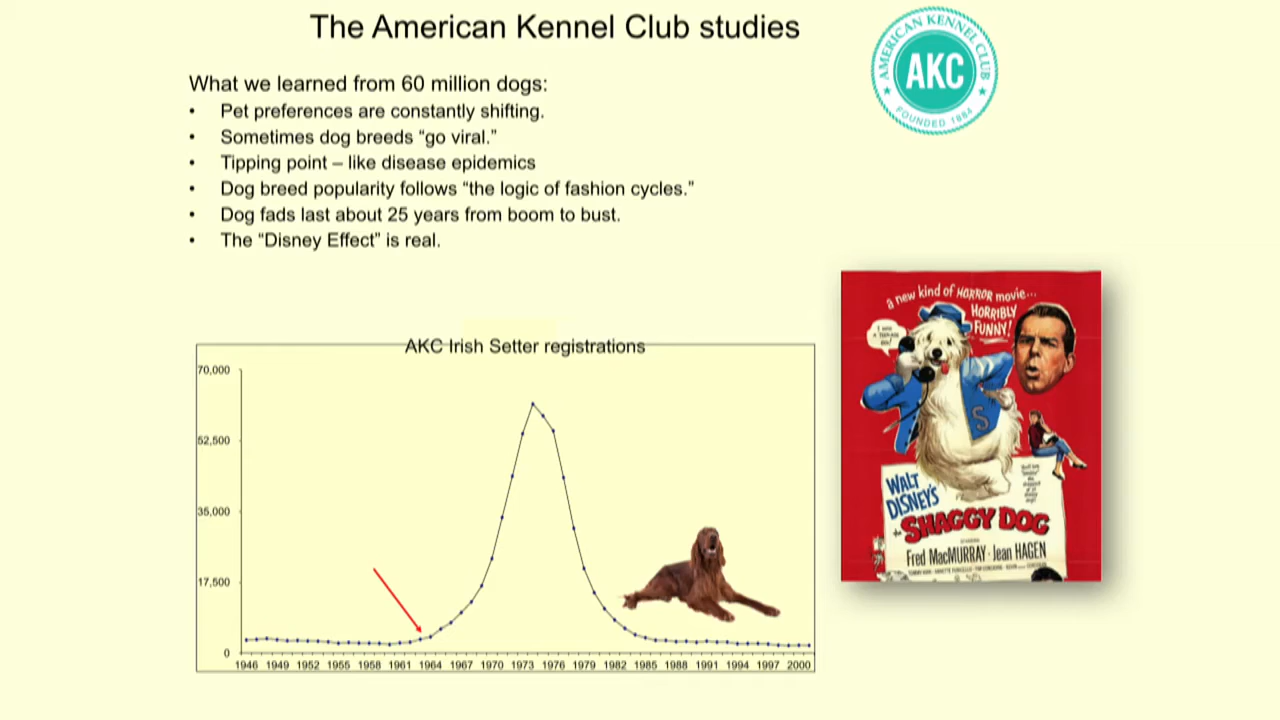 The American Kennel Club studies
AMERICAN KENNEL CLUB
AKC
FOUNDED 1884
What we learned from 60 million dogs:
• Pet preferences are constantly shifting.
• Sometimes dog breeds “go viral.”
• Tipping point – like disease epidemics
• Dog breed popularity follows “the logic of fashion cycles.”
• Dog fads last about 25 years from boom to bust.
• The “Disney Effect” is real.
AKC Irish Setter registrations
70,000
52,500
35,000
17,500
0
1946 1949 1952 1955 1958 1961 1964 1967 1970 1973 1976 1979 1982 1985 1988 1991 1994 1997 2000
a new kind of HORROR movie...
HORRIBLY
FUNNY!
S
WALT
DISNEY'S
the SHAGGY DOG
Fred MacMURRAY · Jean HAGEN